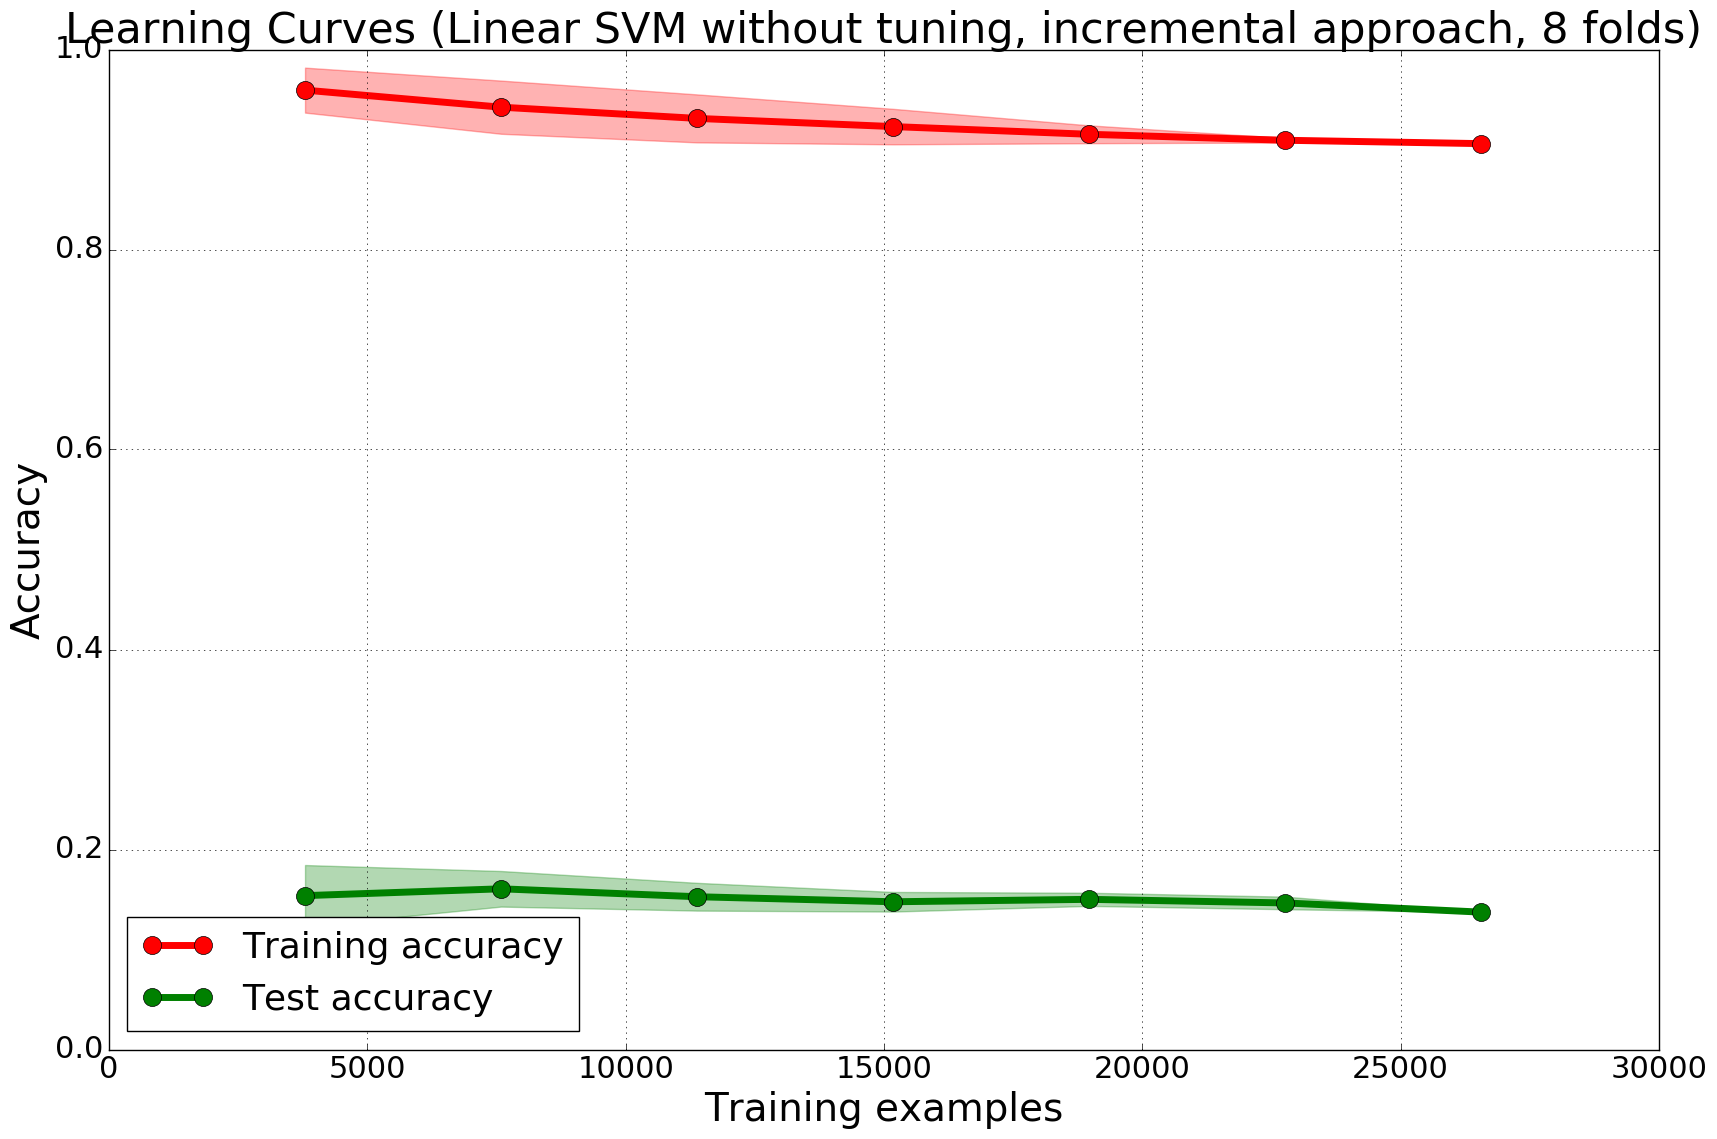 Learning Curves (Linear SVM without tuning, incremental approach, 8 folds)
1.0
0.8
0.6
0.4
0.2
0.0
Accuracy
Training accuracy
Test accuracy
0 5000 10000 15000 20000 25000 30000
Training examples